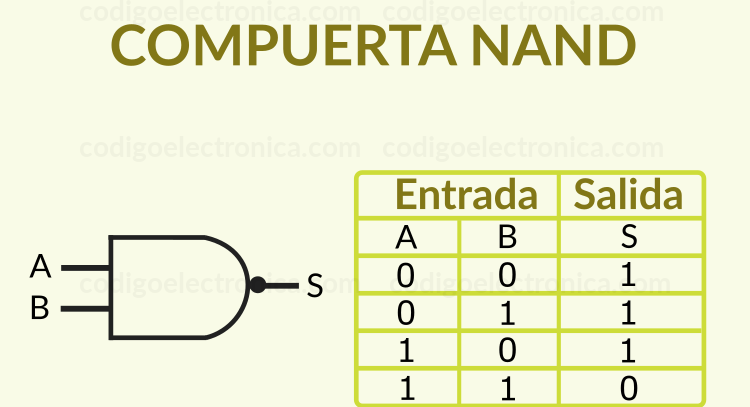 codigoelectronica.com codigoelectronica.com
COMPUERTA NAND
codigoelectronica.com codigoelectronica.com
Entrada Salida
A B S
0 0 1
0 1 1
1 0 1
1 1 0
A
B
S
codigoelectronica.com codigoelectronica.com